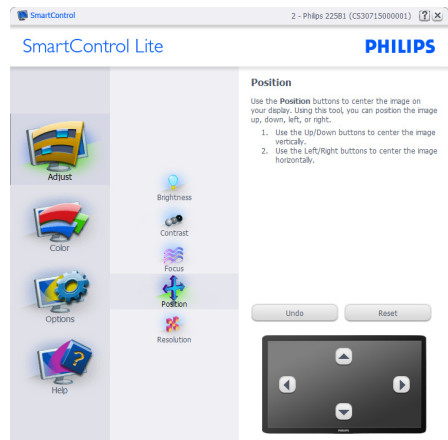 SmartControl
2 - Philips 225B1 (CS30715000001)
SmartControl Lite
PHILIPS
Adjust
Color
Options
Help
Brightness
Contrast
Focus
Position
Resolution
Position
Use the Position buttons to center the image on
your display. Using this tool, you can position the image
up, down, left, or right.
1. Use the Up/Down buttons to center the image
vertically.
2. Use the Left/Right buttons to center the image
horizontally.
Undo
Reset
PHILIPS